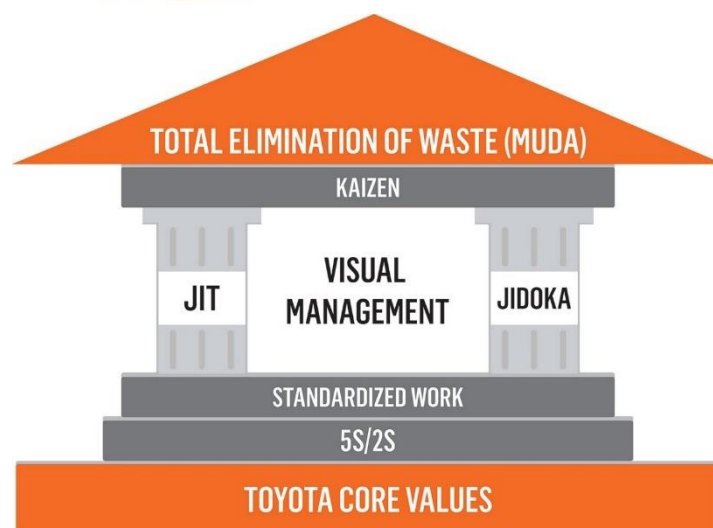 TOTAL ELIMINATION OF WASTE (MUDA)
KAIZEN
JIT
VISUAL
MANAGEMENT
JIDOKA
STANDARDIZED WORK
5S/2S
TOYOTA CORE VALUES